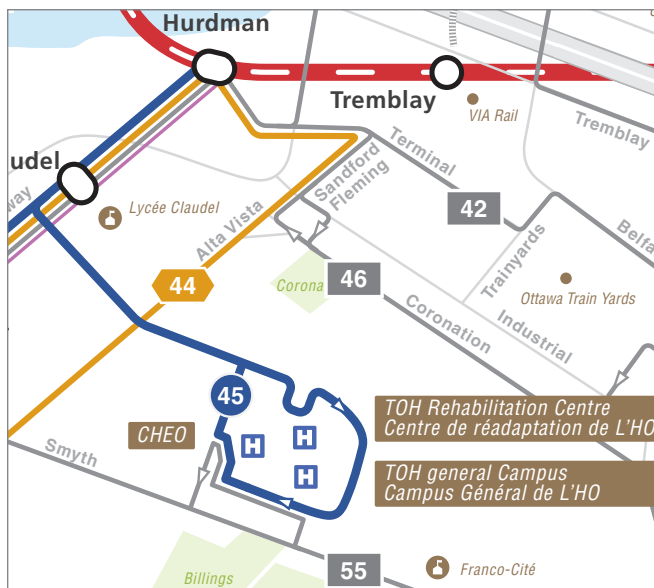 Hurdman
Tremblay
VIA Rail
Tremblay
udel
way
Lycée Claudel
Terminal
Sandford
Fleming
42
Alta Vista
Belfa
Trainyards
44
Corona
46
Ottawa Train Yards
Coronation
Industrial
45
TOH Rehabilitation Centre
Centre de réadaptation de L'HO
CHEO
H
H
H
Smyth
TOH general Campus
Campus Général de L'HO
55
Franco-Cité
Billings